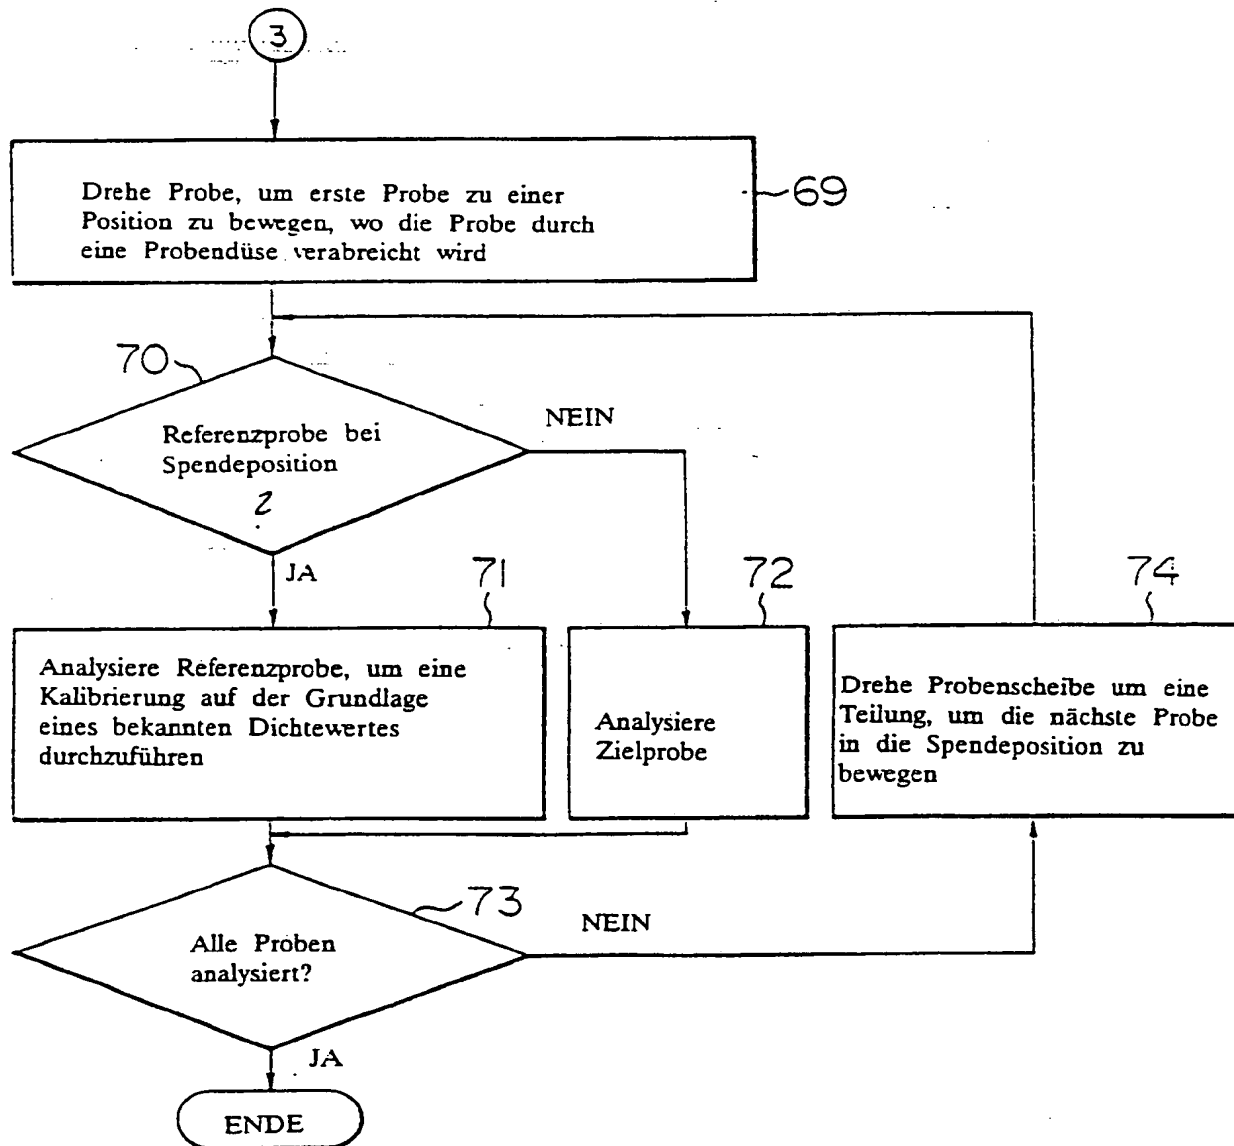 3
Drehe Probe, um erste Probe zu einer
Position zu bewegen, wo die Probe durch
eine Probendüse verabreicht wird
69
70
Referenzprobe bei
Spendeposition
?
NEIN
JA
71
72
74
Analysiere Referenzprobe, um eine
Kalibrierung auf der Grundlage
eines bekannten Dichtewertes
durchzuführen
Analysiere
Zielprobe
Drehe Probenscheibe um eine
Teilung, um die nächste Probe
in die Spendeposition zu
bewegen
73
Alle Proben
analysiert?
NEIN
JA
ENDE